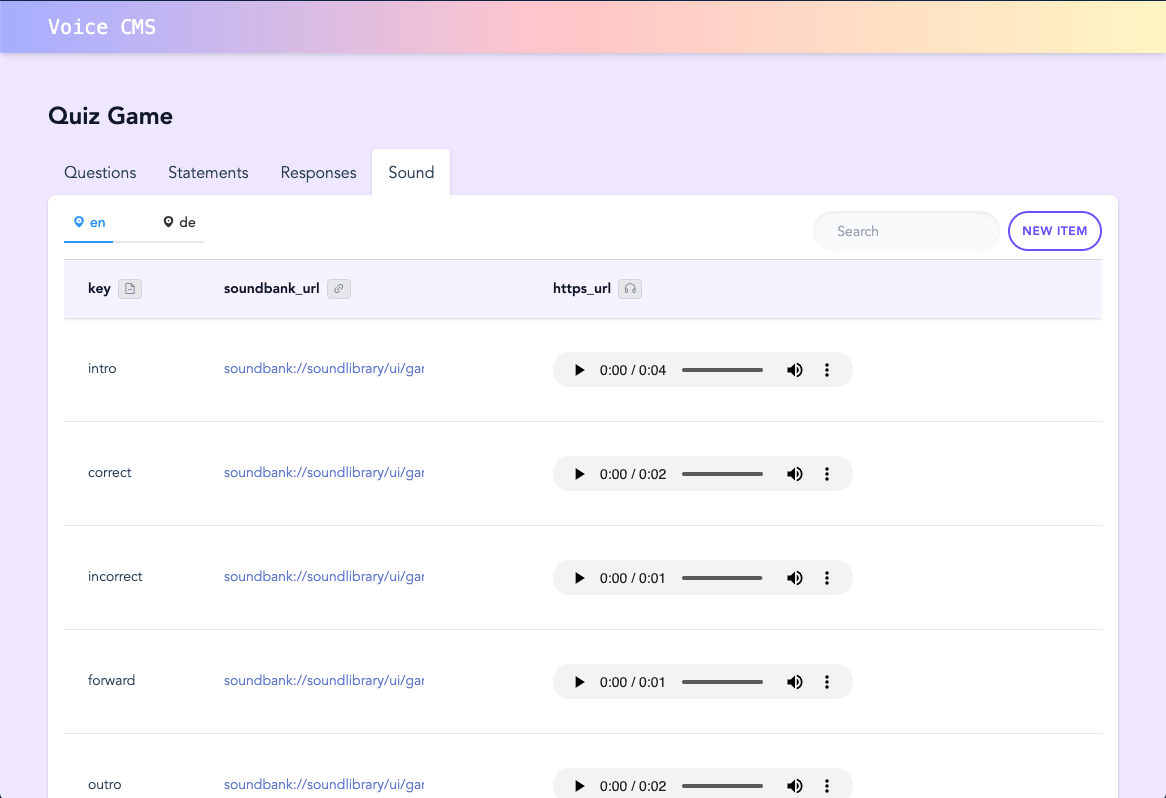 Voice CMS
Quiz Game
Questions Statements Responses Sound
en de Search NEW ITEM
key soundbank_url https_url
intro soundbank://soundlibrary/ui/gar 0:00 / 0:04
correct soundbank://soundlibrary/ui/gar 0:00 / 0:02
incorrect soundbank://soundlibrary/ui/gar 0:00 / 0:01
forward soundbank://soundlibrary/ui/gar 0:00 / 0:01
outro soundbank://soundlibrary/ui/gar 0:00 / 0:02